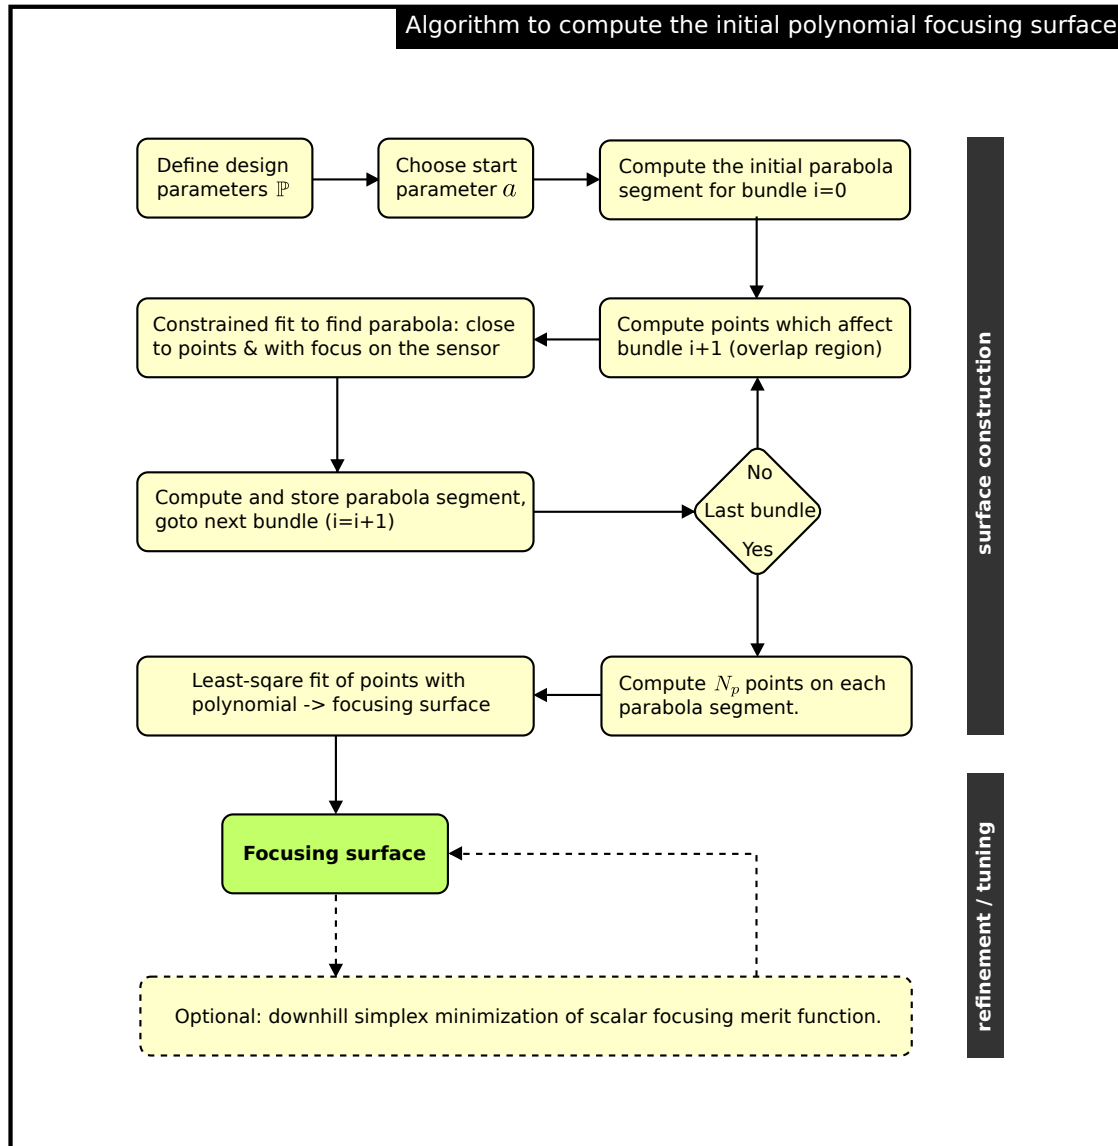 Algorithm to compute the initial polynomial focusing surface
Define design
parameters ℙ
Choose start
parameter a
Compute the initial parabola
segment for bundle i=0
Constrained fit to find parabola: close
to points & with focus on the sensor
Compute points which affect
bundle i+1 (overlap region)
Compute and store parabola segment,
goto next bundle (i=i+1)
No
Last bundle
Yes
Least-sqare fit of points with
polynomial -> focusing surface
Compute N_p points on each
parabola segment.
surface construction
Focusing surface
Optional: downhill simplex minimization of scalar focusing merit function.
refinement / tuning